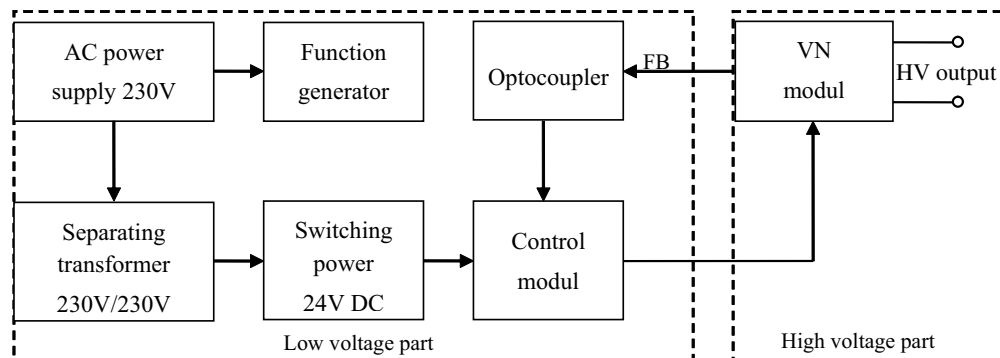 AC power
supply 230V
Function
generator
Optocoupler
FB
VN
modul
HV output
Separating
transformer
230V/230V
Switching
power
24V DC
Control
modul
Low voltage part
High voltage part